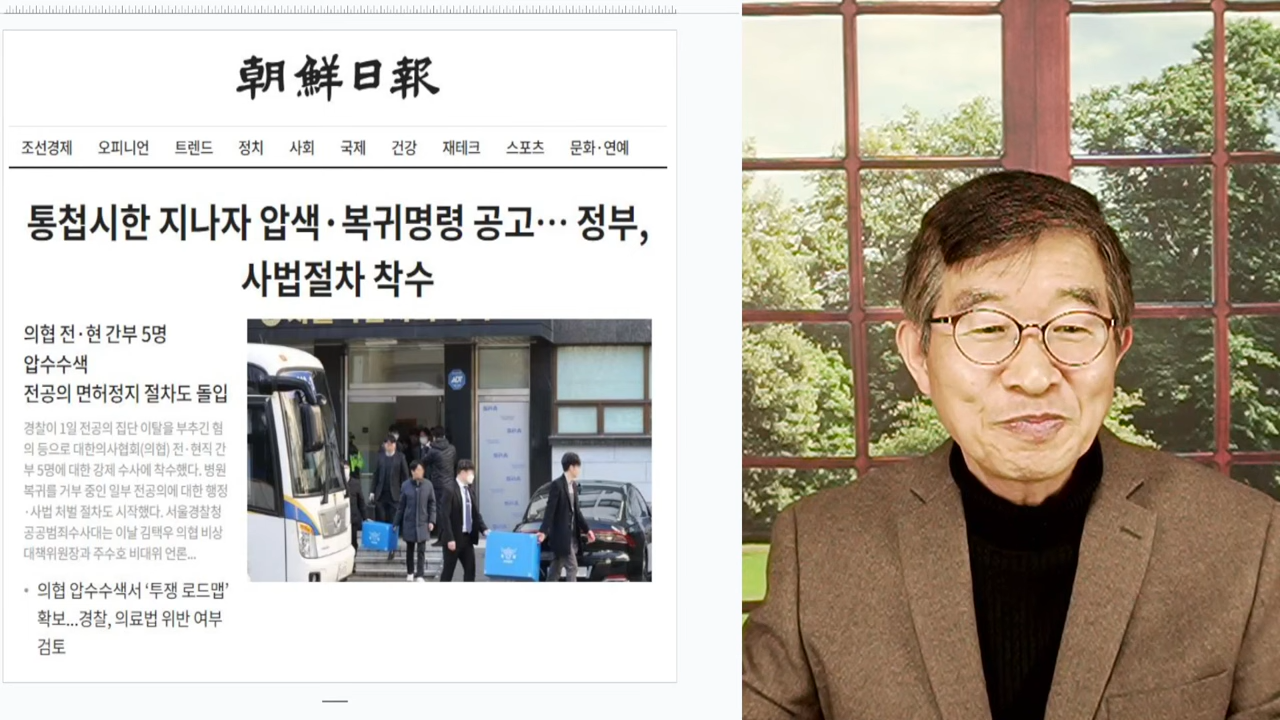 朝鮮日報
조선경제 오피니언 트렌드 정치 사회 국제 건강 재테크 스포츠 문화·연예
통첩시한 지나자 압색·복귀명령 공고… 정부,
사법절차 착수
의협 전·현 간부 5명
압수수색
전공의 면허정지 절차도 돌입
경찰이 1일 전공의 집단 이탈을 부추긴 혐
의 등으로 대한의사협회(의협) 전·현직 간
부 5명에 대한 강제 수사에 착수했다. 병원
복귀를 거부 중인 일부 전공의에 대한 행정
·사법 처벌 절차도 시작했다. 서울경찰청
공공범죄수사대는 이날 김택우 의협 비상
대책위원장과 주수호 비대위 언론...
• 의협 압수수색서 ‘투쟁 로드맵’
확보...경찰, 의료법 위반 여부
검토